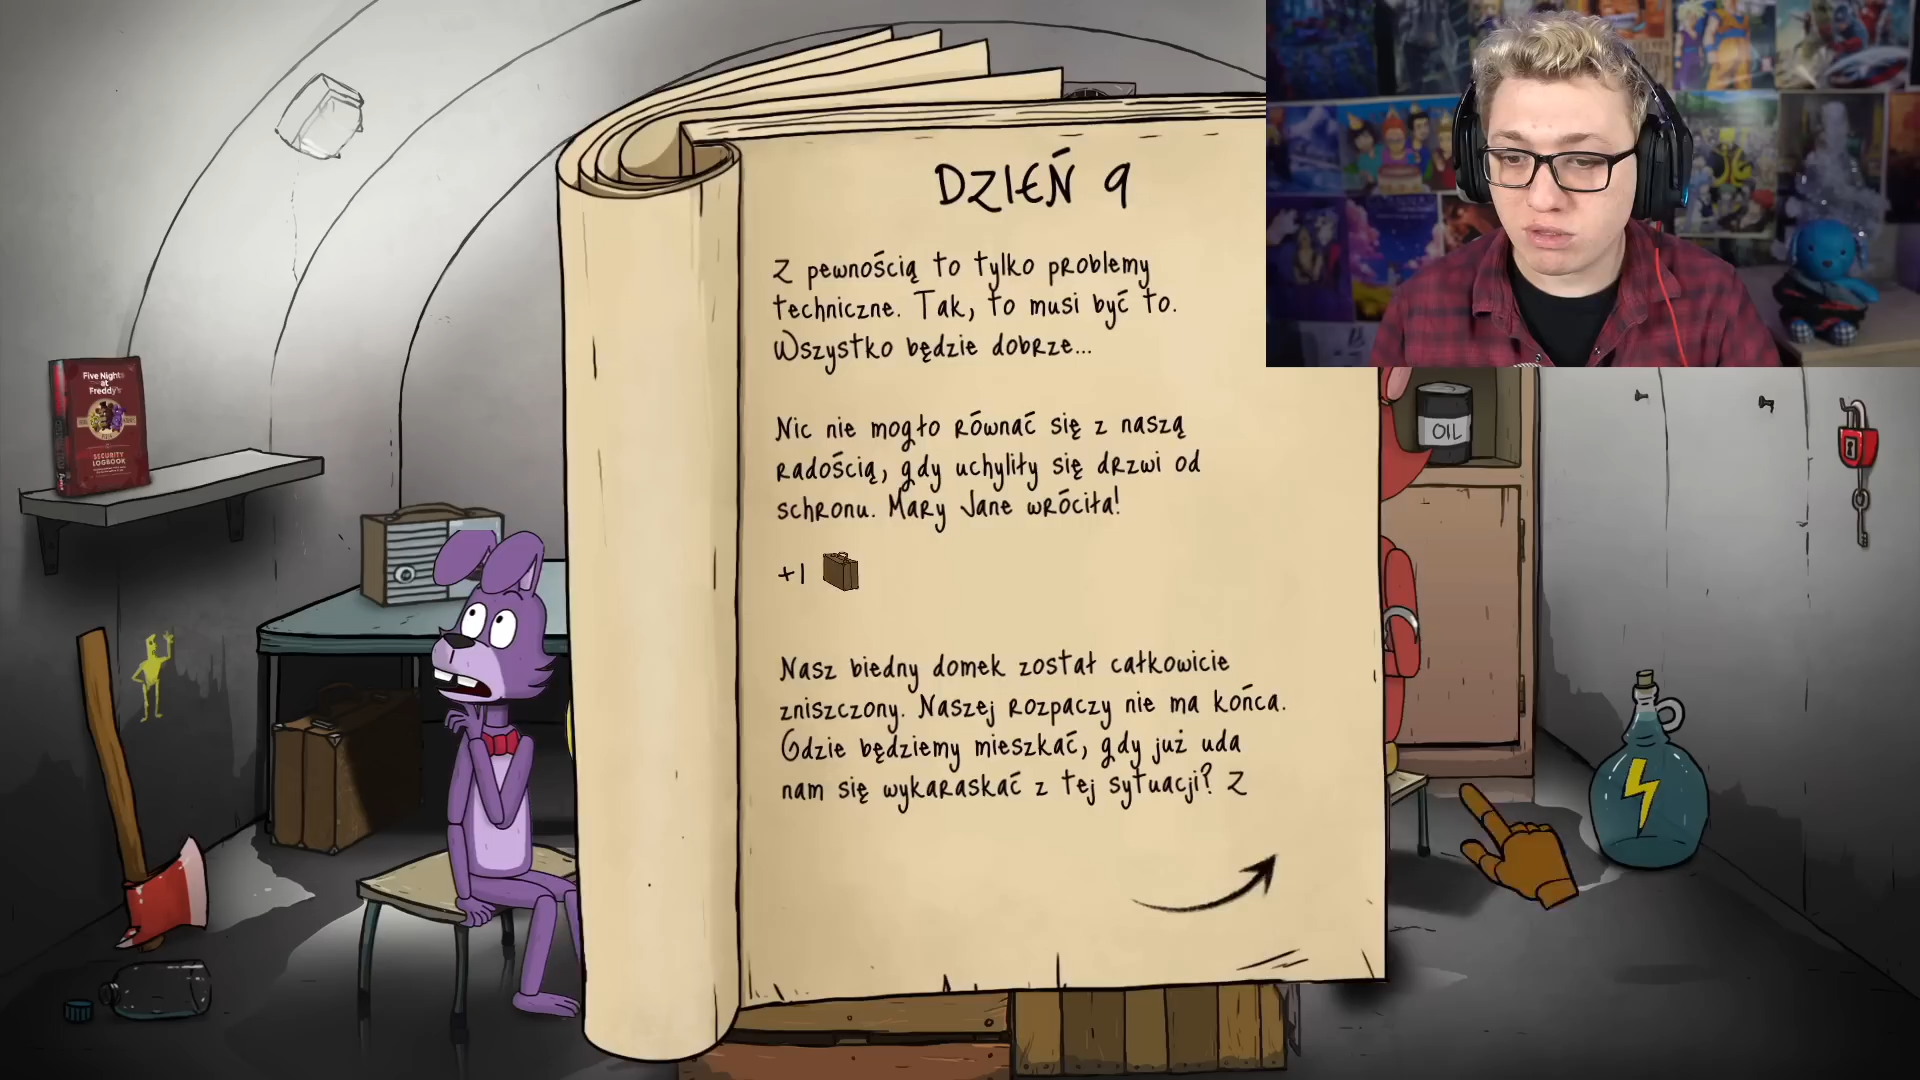 DZIEŃ 9
Z pewnością to tylko problemy
techniczne. Tak, to musi być to.
Wszystko będzie dobrze...
Nic nie mogło równać się z naszą
radością, gdy uchyliły się drzwi od
schronu. Mary Jane wróciła!
+1
Nasz biedny domek został całkowicie
zniszczony. Naszej rozpaczy nie ma końca.
Gdzie będziemy mieszkać, gdy już uda
nam się wykaraskać z tej sytuacji? Z
Five Nights
at
Freddy's
SECURITY
LOGBOOK
OIL